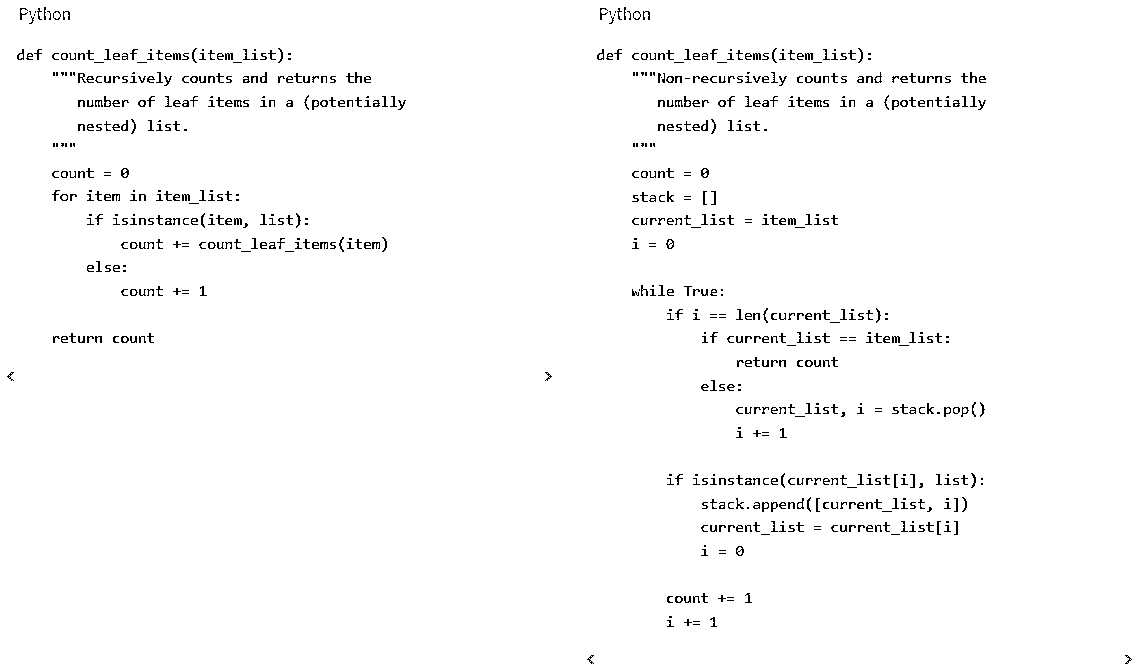 Python
def count_leaf_items(item_list):
    """Recursively counts and returns the
       number of leaf items in a (potentially
       nested) list.
    """
    count = 0
    for item in item_list:
        if isinstance(item, list):
            count += count_leaf_items(item)
        else:
            count += 1

    return count
<                    >
Python
def count_leaf_items(item_list):
    """Non-recursively counts and returns the
       number of leaf items in a (potentially
       nested) list.
    """
    count = 0
    stack = []
    current_list = item_list
    i = 0

    while True:
        if i == len(current_list):
            if current_list == item_list:
                return count
            else:
                current_list, i = stack.pop()
                i += 1

        if isinstance(current_list[i], list):
            stack.append([current_list, i])
            current_list = current_list[i]
            i = 0

        count += 1
        i += 1
<                    >